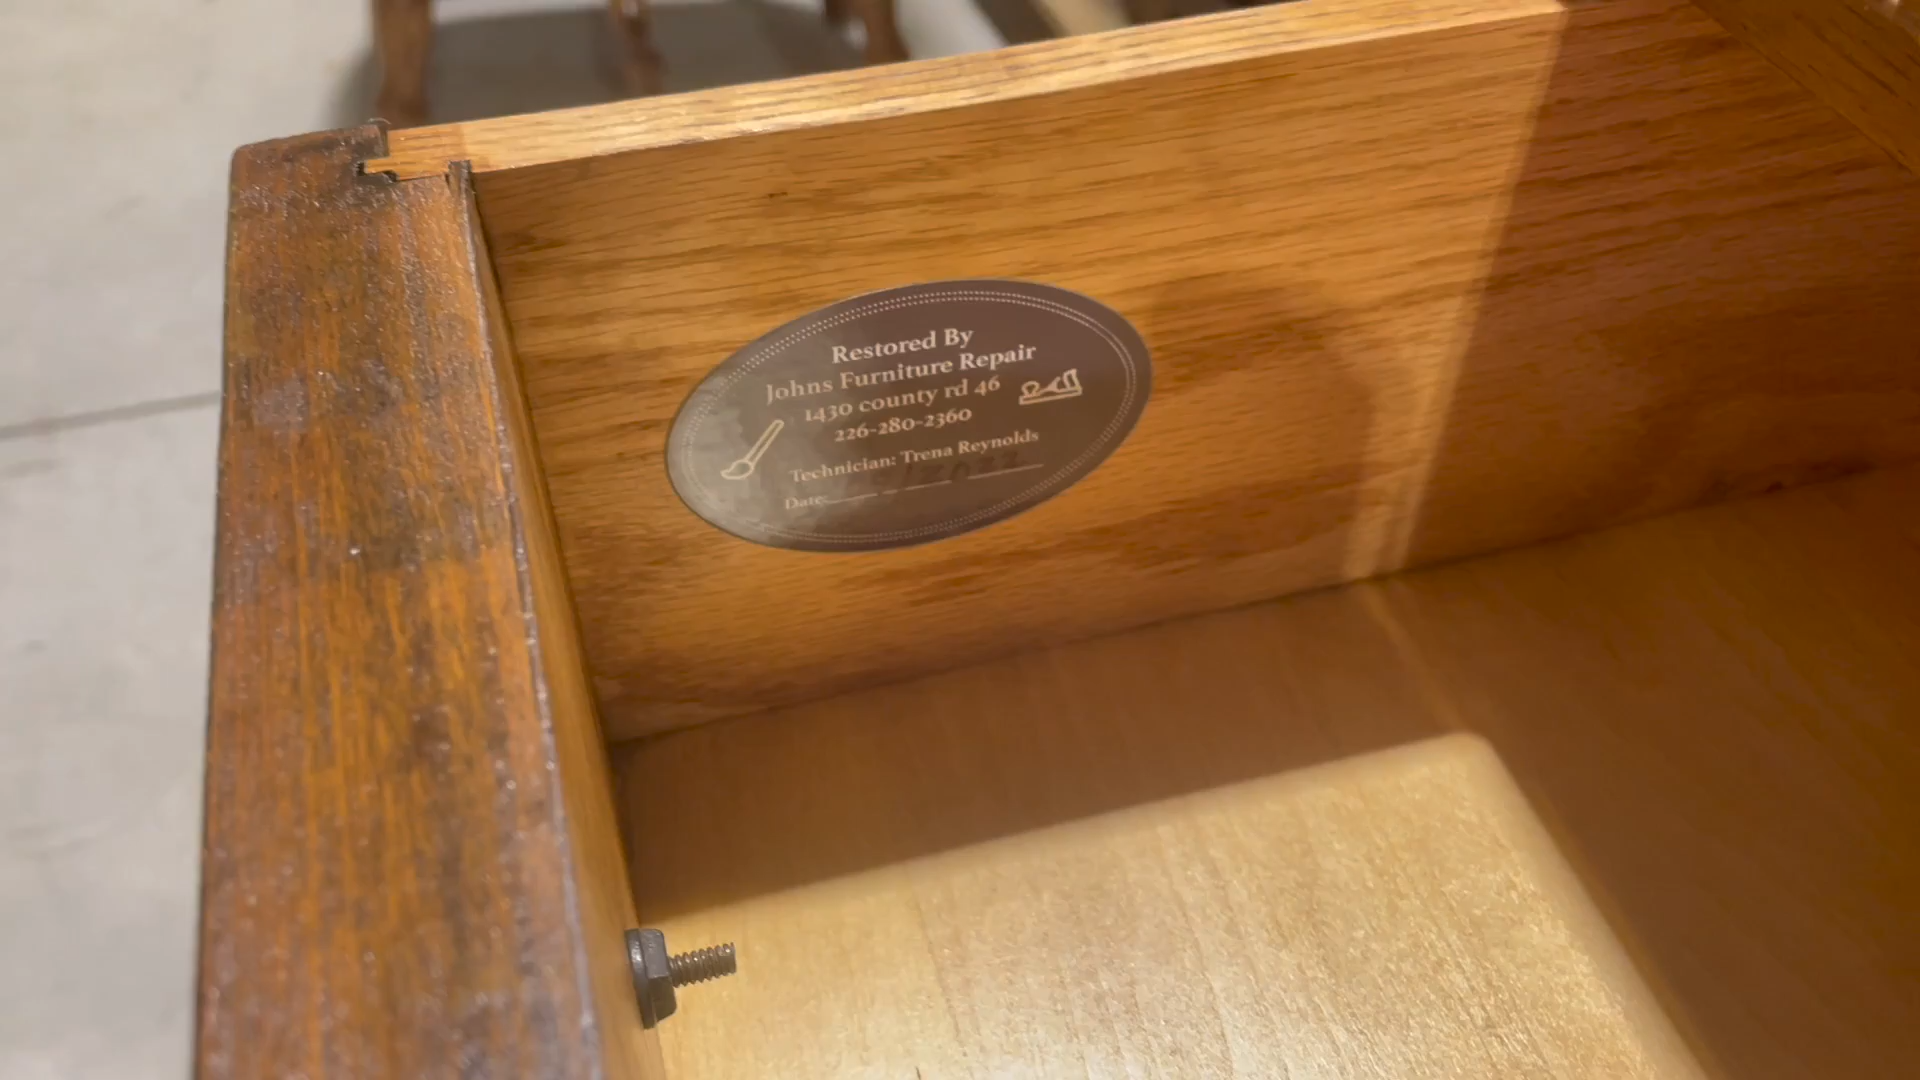 Restored By
Johns Furniture Repair
1430 county rd 46
226-280-2360
Technician: Trena Reynolds
Date: